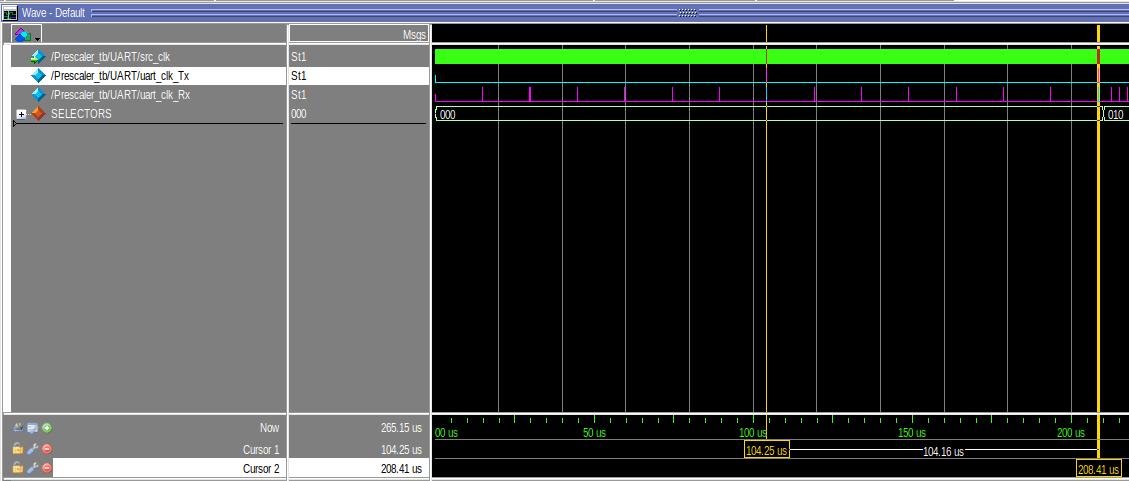 Wave - Default
Msgs
/Prescaler_tb/UART/src_clk St1
/Prescaler_tb/UART/uart_clk_Tx St1
/Prescaler_tb/UART/uart_clk_Rx St1
SELECTORS 000 000 010
Now 265.15 us 00 us 50 us 100 us 150 us 200 us
Cursor 1 104.25 us 104.25 us 104.16 us
Cursor 2 208.41 us 208.41 us